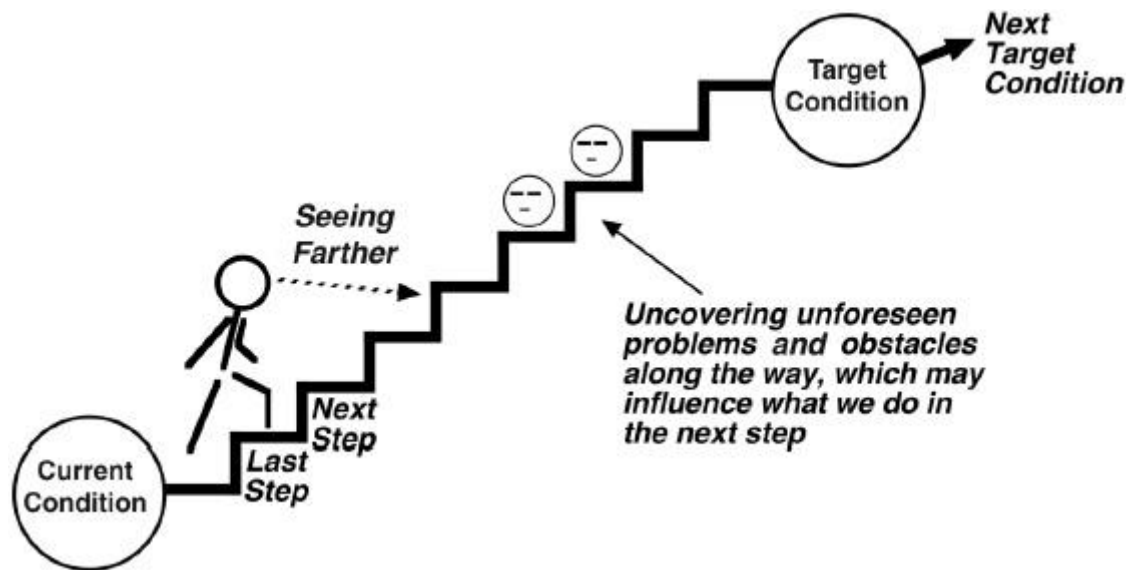 Next
Target
Condition
Target
Condition
Seeing
Farther
Uncovering unforeseen
problems and obstacles
along the way, which may
influence what we do in
the next step
Next
Step
Last
Step
Current
Condition